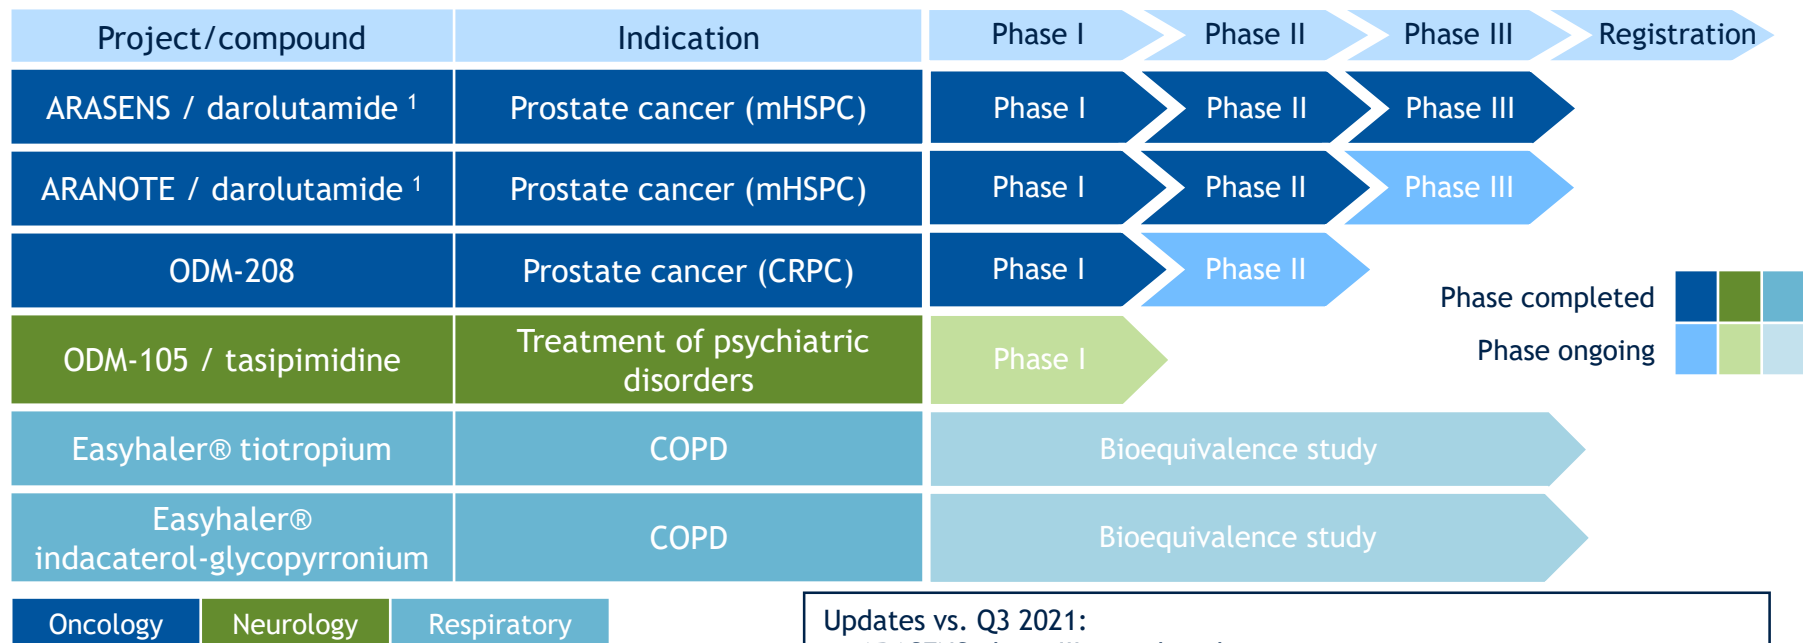 Project/compound Indication Phase I Phase II Phase III Registration
ARASENS / darolutamide 1 Prostate cancer (mHSPC) Phase I Phase II Phase III
ARANOTE / darolutamide 1 Prostate cancer (mHSPC) Phase I Phase II Phase III
ODM-208 Prostate cancer (CRPC) Phase I Phase II
Phase completed
Phase ongoing
ODM-105 / tasipimidine Treatment of psychiatric
disorders Phase I
Easyhaler® tiotropium COPD Bioequivalence study
Easyhaler®
indacaterol-glycopyrronium COPD Bioequivalence study
Oncology Neurology Respiratory
Updates vs. Q3 2021: